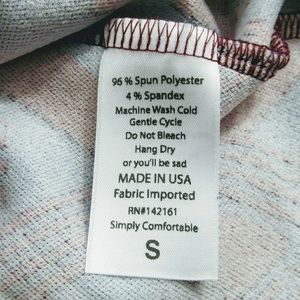 96 % Spun Polyester
4 % Spandex
Machine Wash Cold
Gentle Cycle
Do Not Bleach
Hang Dry
or you'll be sad
MADE IN USA
Fabric Imported
RN#142161
Simply Comfortable
S